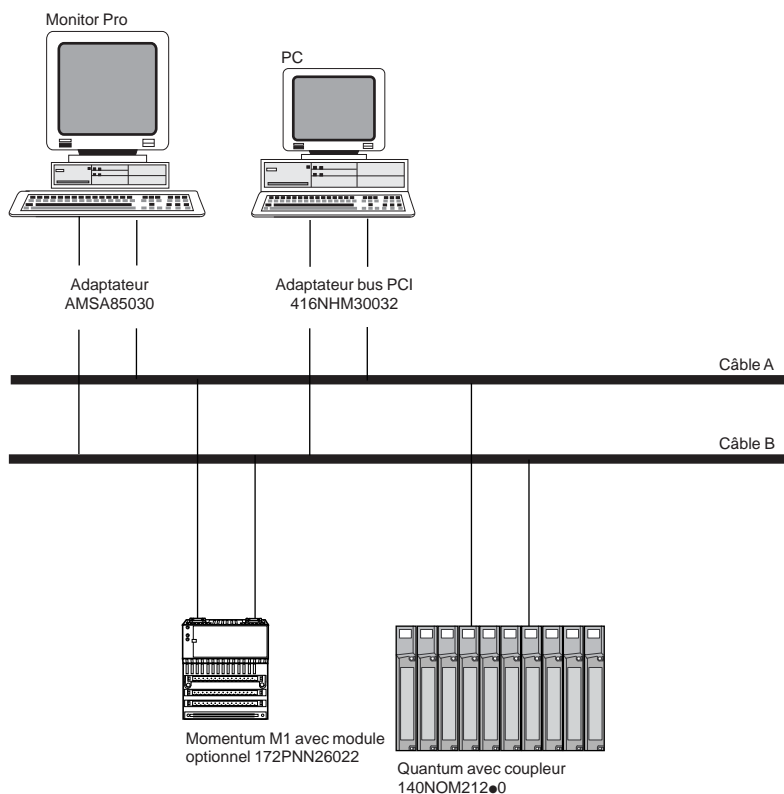 Monitor Pro
PC
Adaptateur
AMSA85030
Adaptateur bus PCI
416NHM30032
Câble A
Câble B
Momentum M1 avec module
optionnel 172PNN26022
Quantum avec coupleur
140NOM212●0